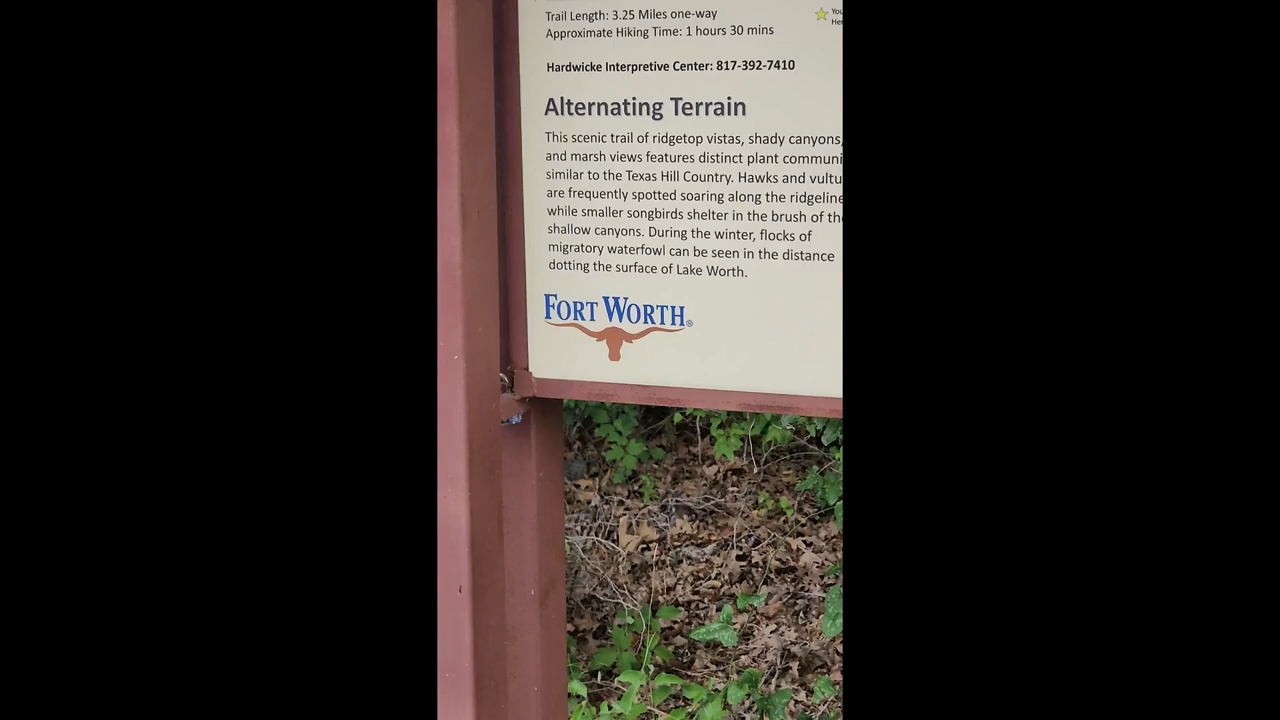 Trail Length: 3.25 Miles one-way
Approximate Hiking Time: 1 hours 30 mins
Hardwicke Interpretive Center: 817-392-7410
Alternating Terrain
This scenic trail of ridgetop vistas, shady canyons,
and marsh views features distinct plant communi
similar to the Texas Hill Country. Hawks and vultu
are frequently spotted soaring along the ridgeline
while smaller songbirds shelter in the brush of th
shallow canyons. During the winter, flocks of
migratory waterfowl can be seen in the distance
dotting the surface of Lake Worth.
FORT WORTH®